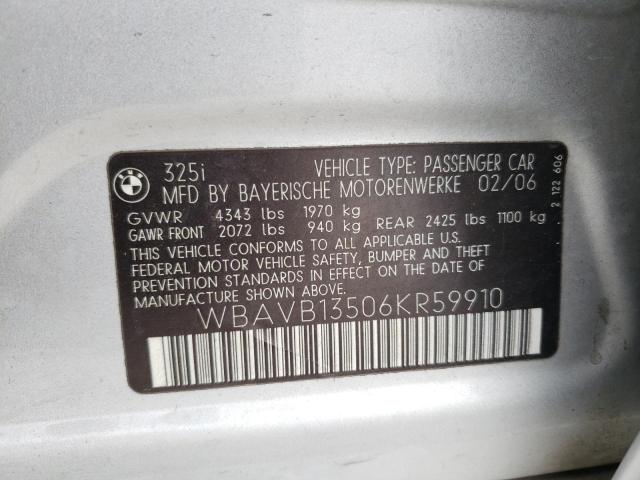 325i VEHICLE TYPE: PASSENGER CAR
MFD BY BAYERISCHE MOTORENWERKE 02/06
GVWR 4343 lbs 1970 kg
GAWR FRONT 2072 lbs 940 kg REAR 2425 lbs 1100 kg
THIS VEHICLE CONFORMS TO ALL APPLICABLE U.S.
FEDERAL MOTOR VEHICLE SAFETY, BUMPER AND THEFT
PREVENTION STANDARDS IN EFFECT ON THE DATE OF
MANUFACTURE SHOWN ABOVE.
WBAVB13506KR59910
2 122 606
BMW